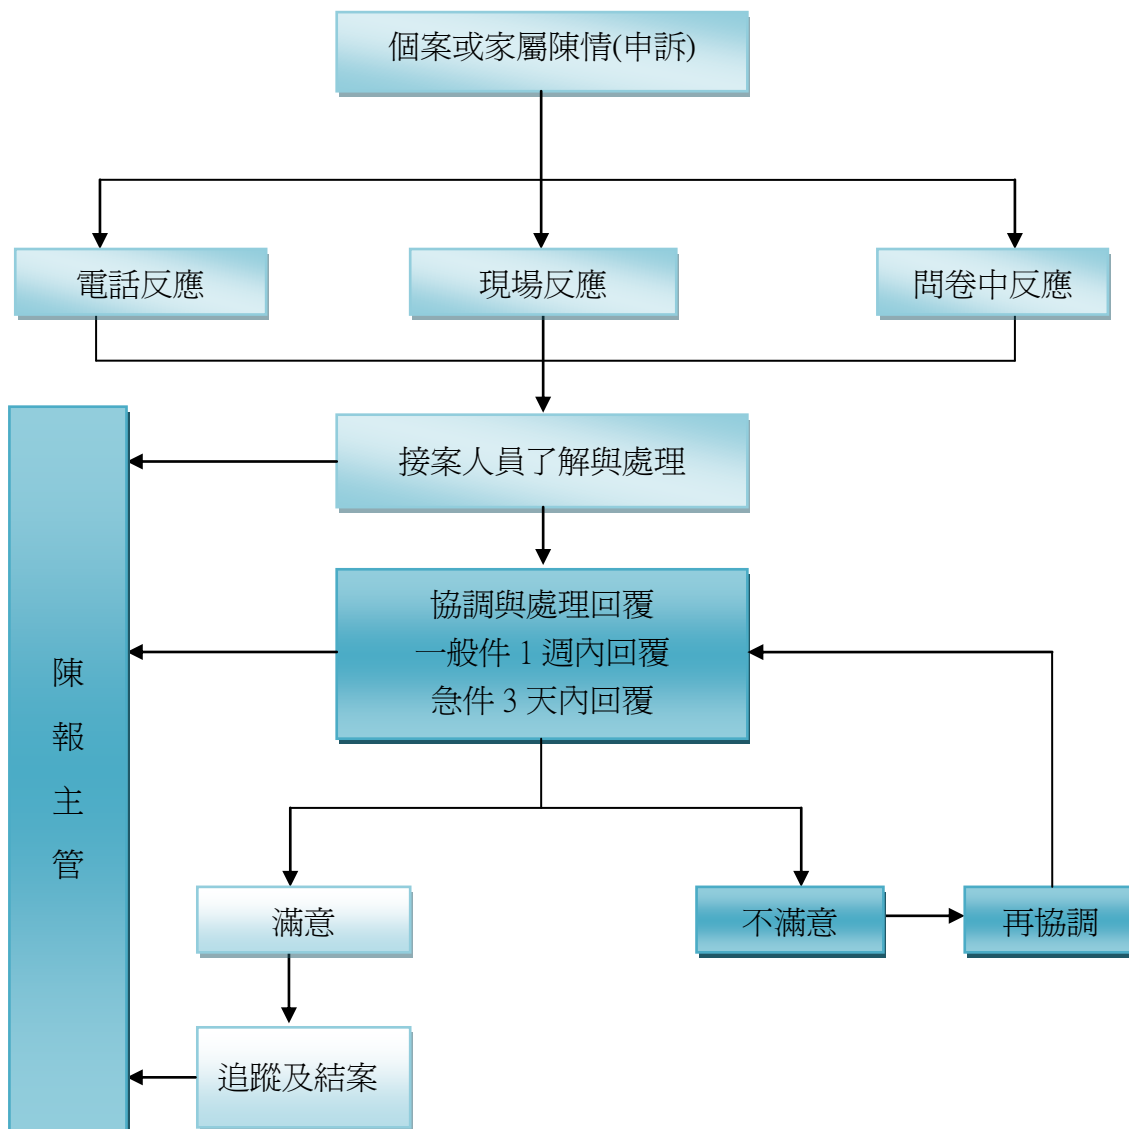 個案或家屬陳情(申訴)
電話反應
現場反應
問卷中反應
接案人員了解與處理
協調與處理回覆
一般件 1 週內回覆
急件 3 天內回覆
陳
報
主
管
滿意
不滿意
再協調
追蹤及結案